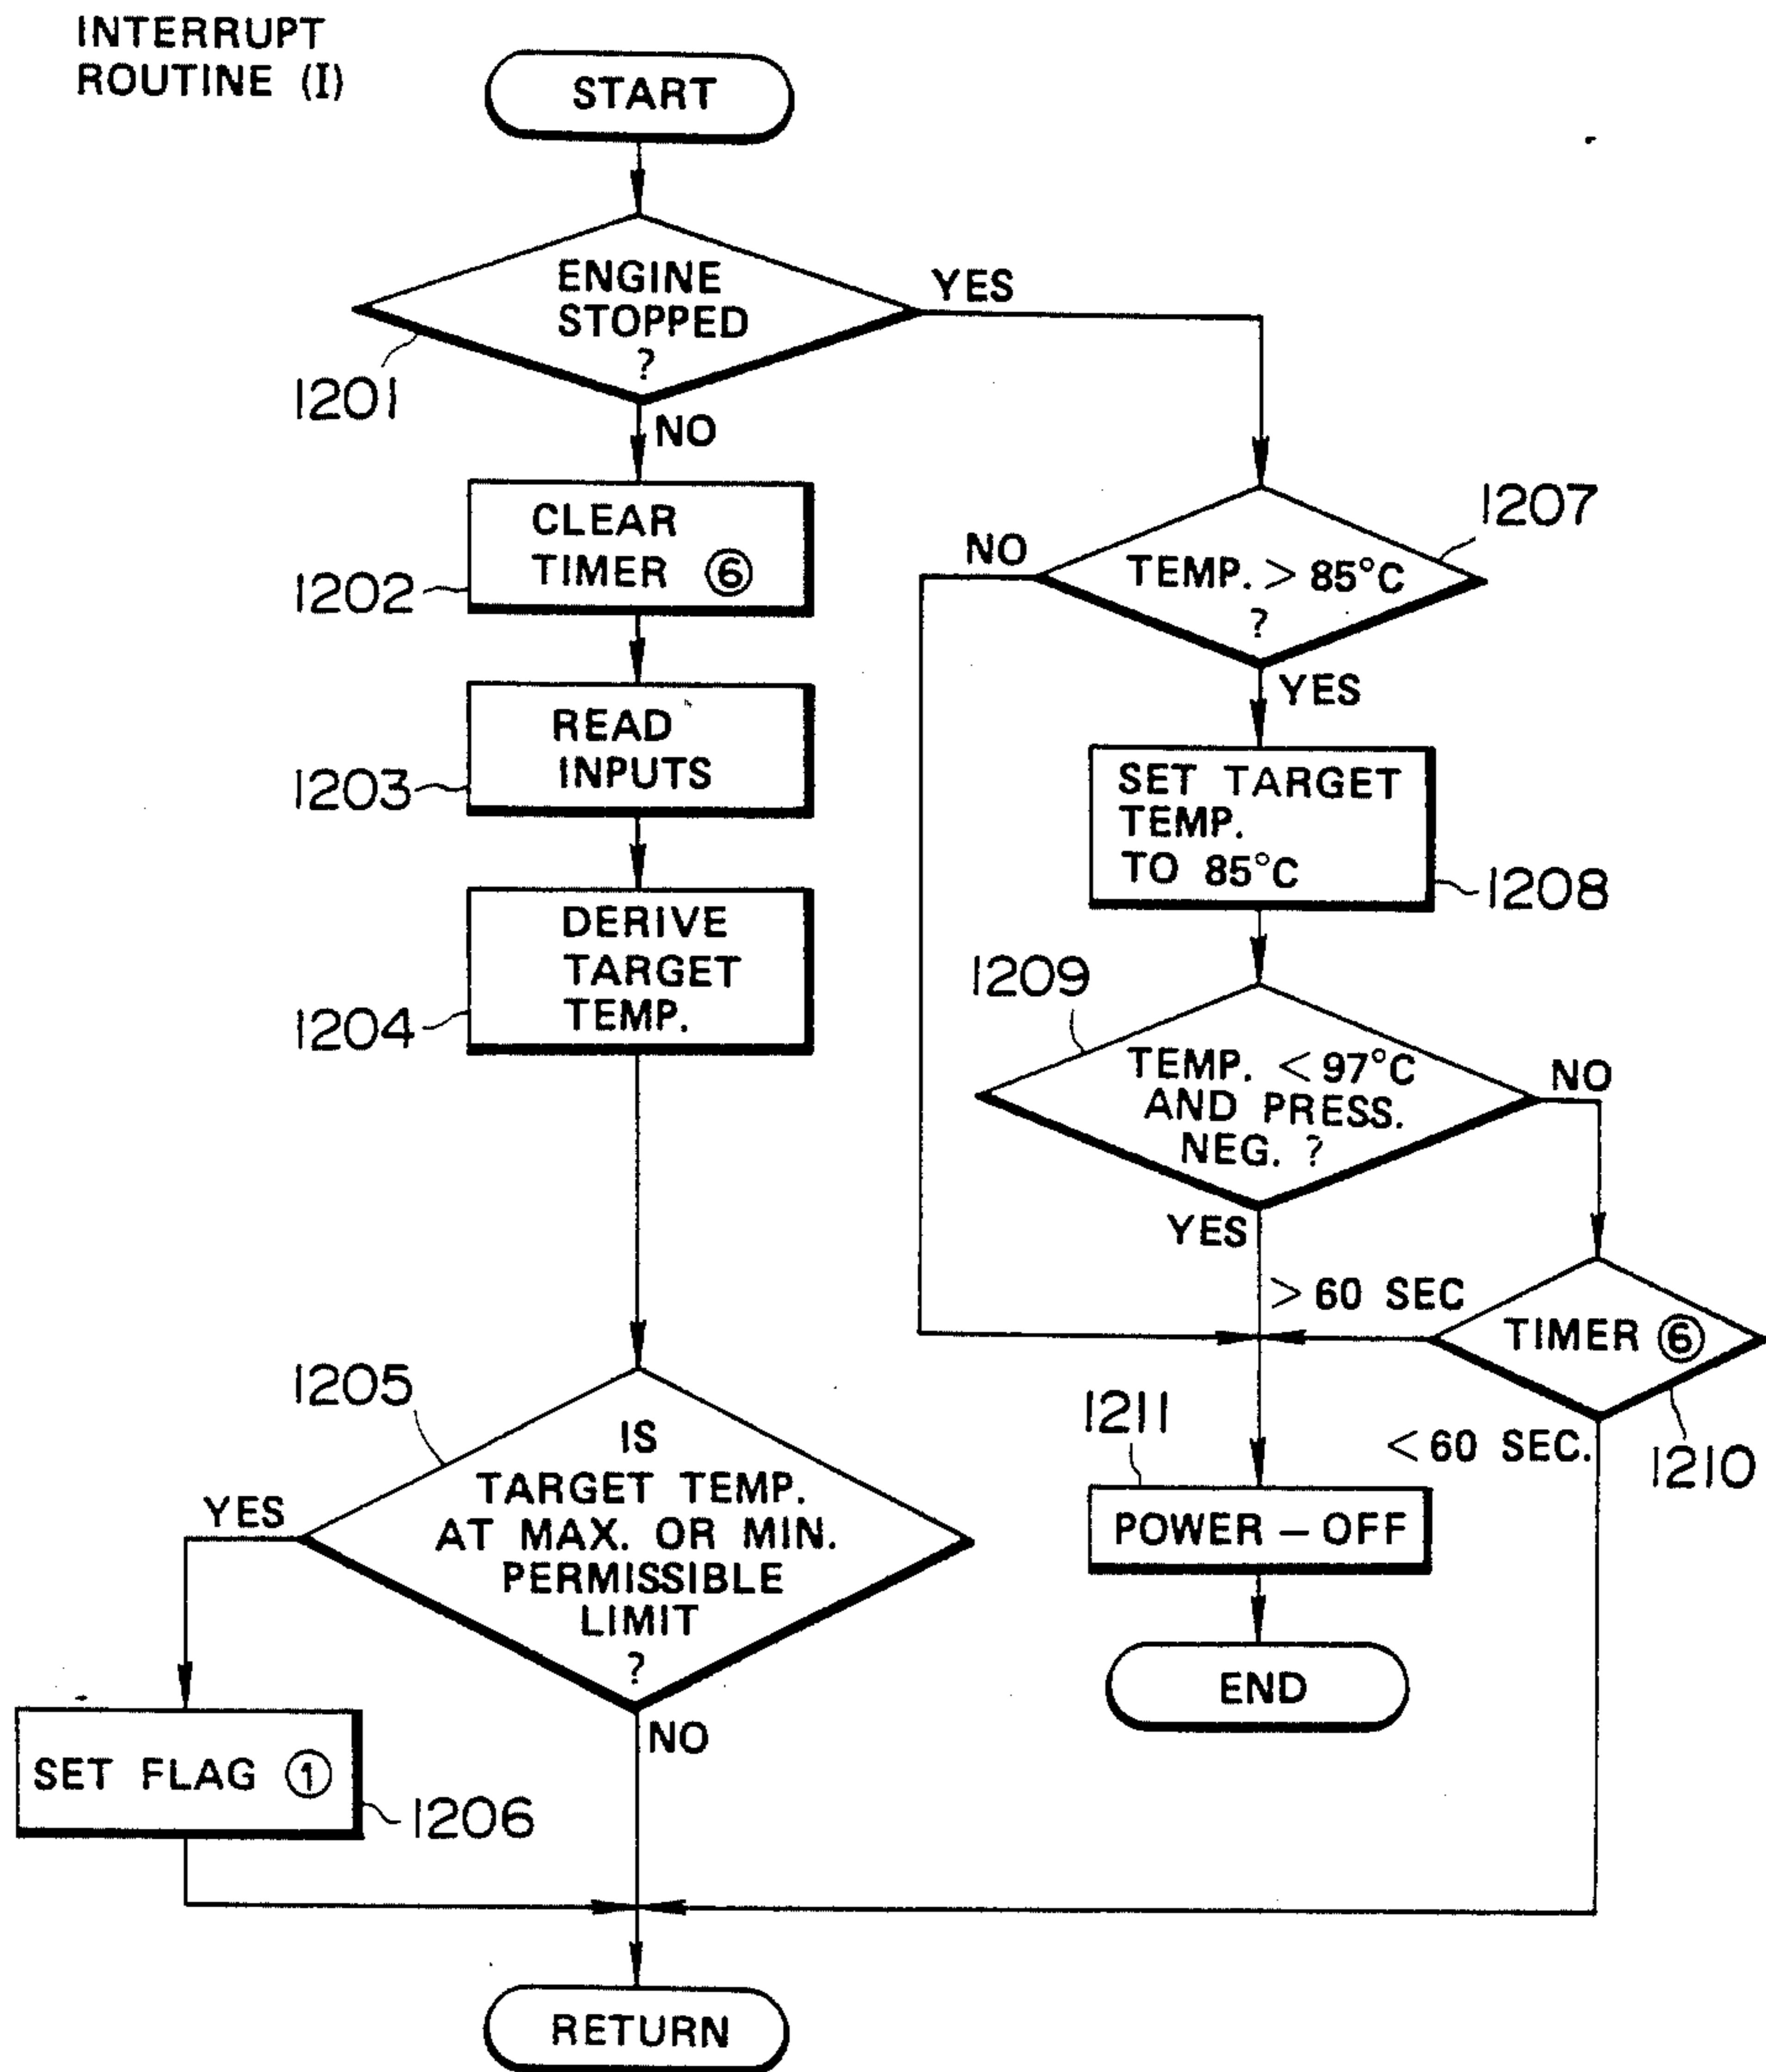 INTERRUPT
ROUTINE (I)
START
ENGINE
STOPPED
?
YES
1201
NO
CLEAR
TIMER ⑥
1202
READ
INPUTS
1203
DERIVE
TARGET
TEMP.
1204
1205
IS
TARGET TEMP.
AT MAX. OR MIN.
PERMISSIBLE
LIMIT
?
YES
NO
SET FLAG ①
1206
RETURN
1207
NO
TEMP. > 85°C
?
YES
SET TARGET
TEMP.
TO 85°C
1208
1209
TEMP. < 97°C
AND PRESS.
NEG. ?
NO
YES
> 60 SEC
TIMER ⑥
1210
< 60 SEC.
1211
POWER – OFF
END